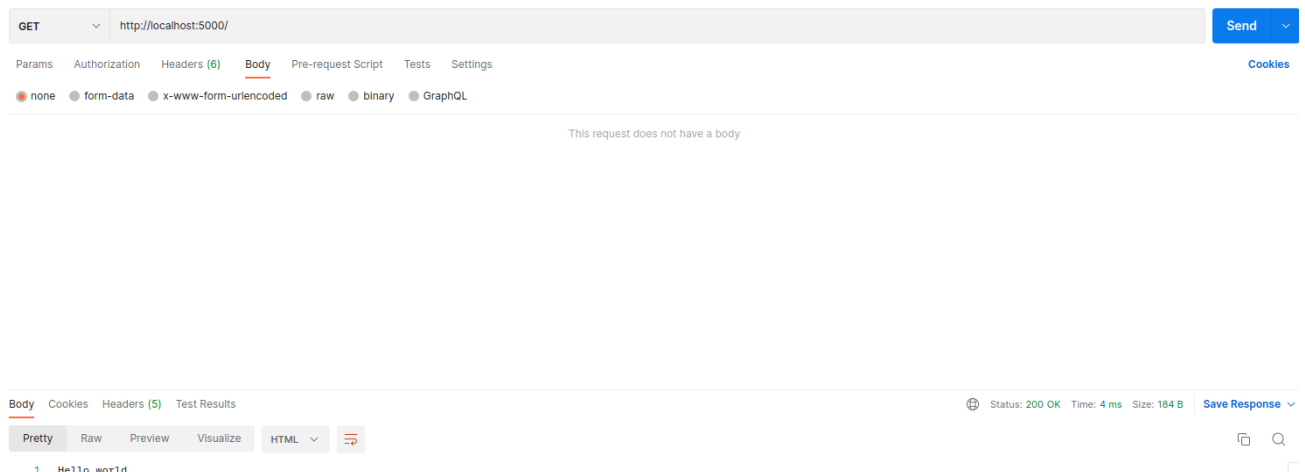 GET http://localhost:5000/ Send
Params Authorization Headers (6) Body Pre-request Script Tests Settings Cookies
none form-data x-www-form-urlencoded raw binary GraphQL
This request does not have a body
Body Cookies Headers (5) Test Results Status: 200 OK Time: 4 ms Size: 184 B Save Response
Pretty Raw Preview Visualize HTML
1 Hello world